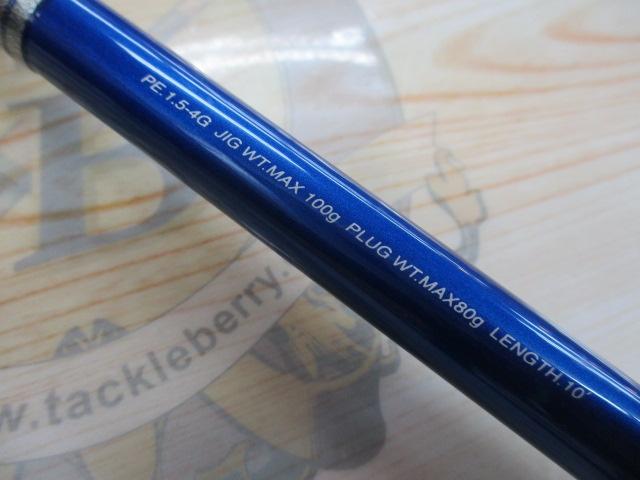 PE.1.5-4G JIG WT.MAX 100g PLUG WT.MAX80g LENGTH.10´
B
w.tackleberry.